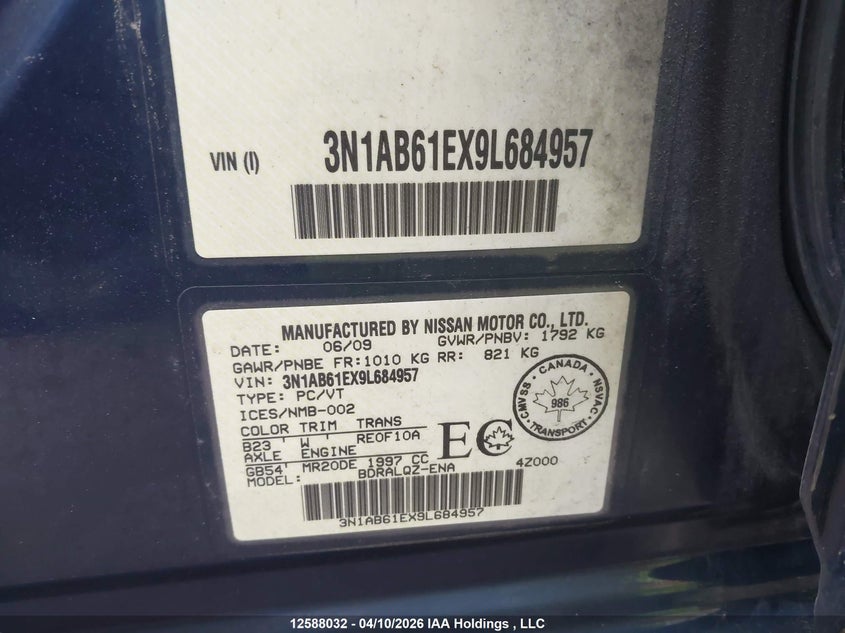 VIN (I) 3N1AB61EX9L684957
MANUFACTURED BY NISSAN MOTOR CO., LTD.
DATE: 06/09 GVWR/PNBV: 1792 KG
GAWR/PNBE FR:1010 KG RR: 821 KG
VIN: 3N1AB61EX9L684957
TYPE: PC/VT
ICES/NMB-002
COLOR TRIM TRANS
B23 ' W ' RE0F10A
AXLE ENGINE
GB54' MR20DE 1997 CC
MODEL: BDRALQZ-ENA
EC
4Z000
CANADA
CMVSS · NSVAC
986
TRANSPORT
3N1AB61EX9L684957
12588032 - 04/10/2026 IAA Holdings , LLC